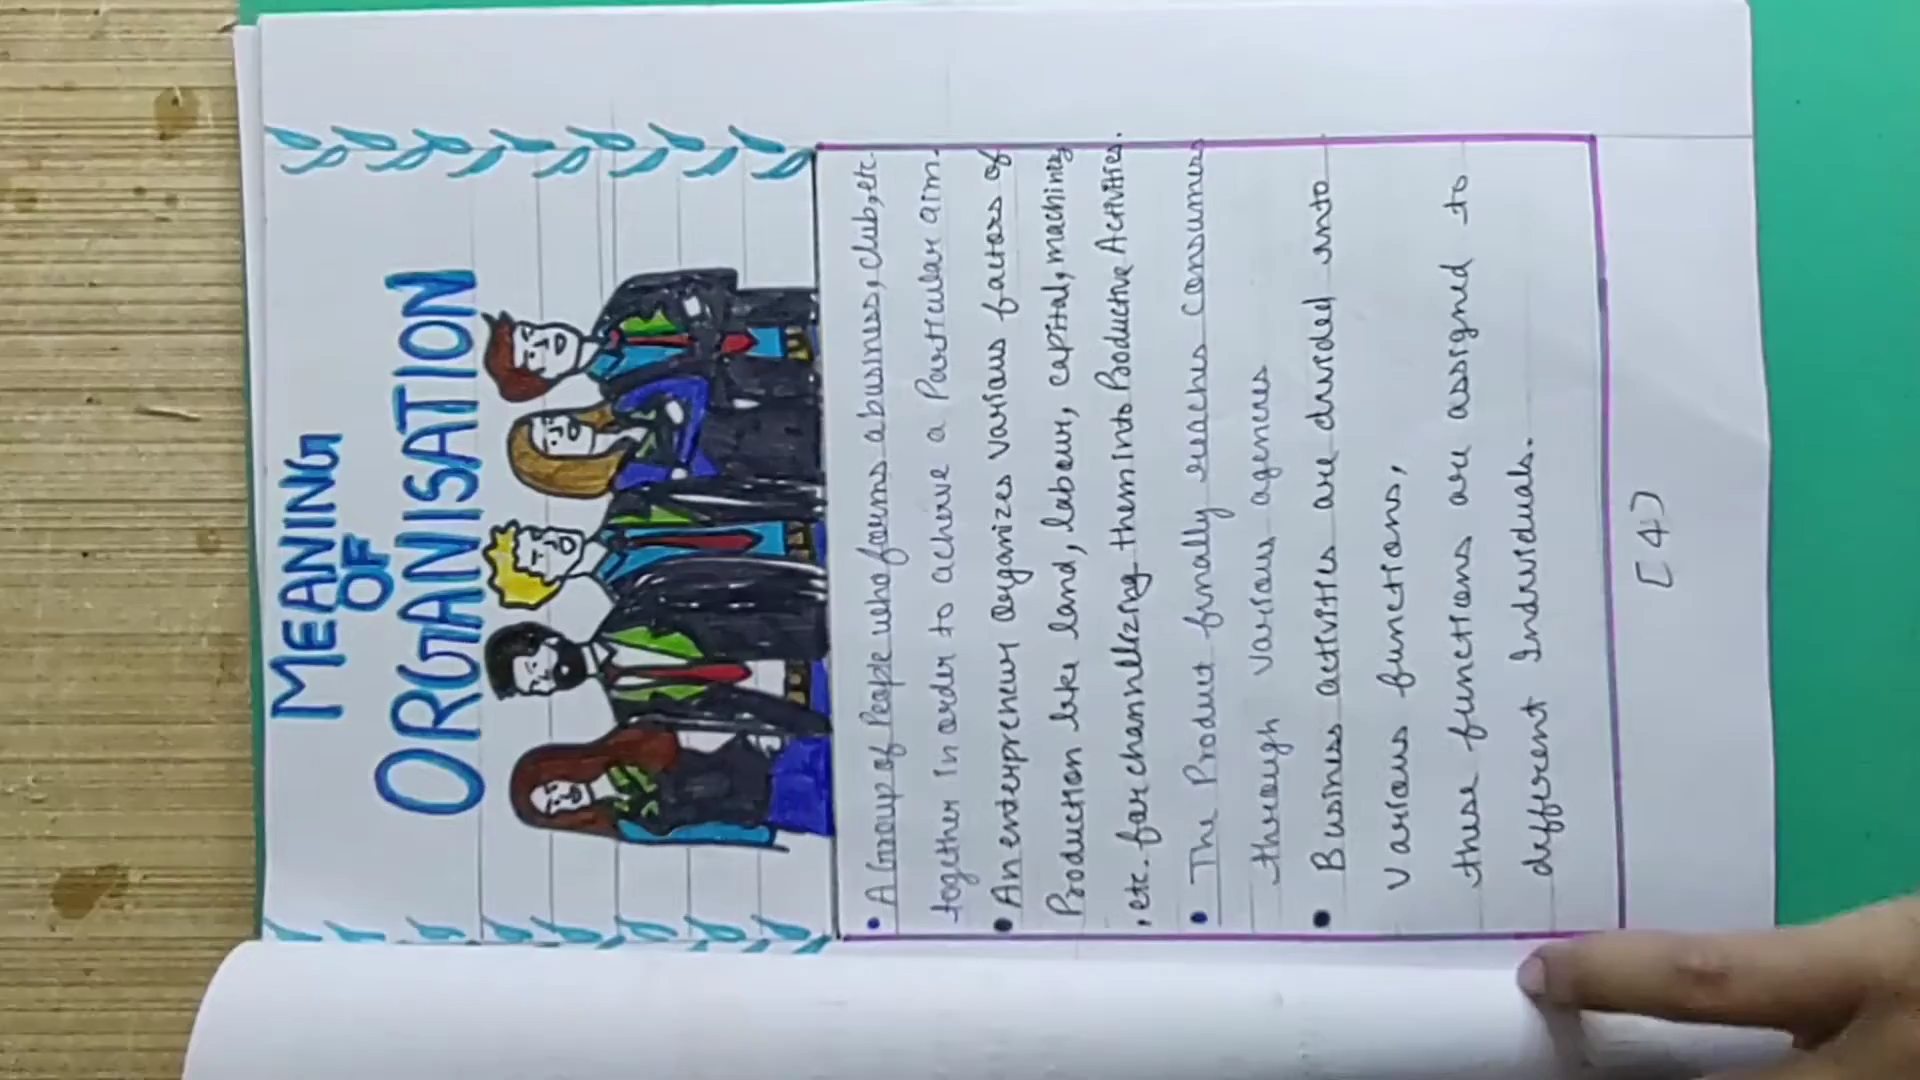 MEANING
OF
ORGANISATION
• A Group of People who forms a business, club, etc.
together in order to achieve a Particular aim.
• An enterpreneur organizes various factors of
Production like land, labour, capital, machinery
, etc. for channellizing them into Productive Activities.
• The Product finally reaches consumers
through various agencies
• Business activities are divided into
various functions,
these functions are assigned to
different Individuals.
[4]